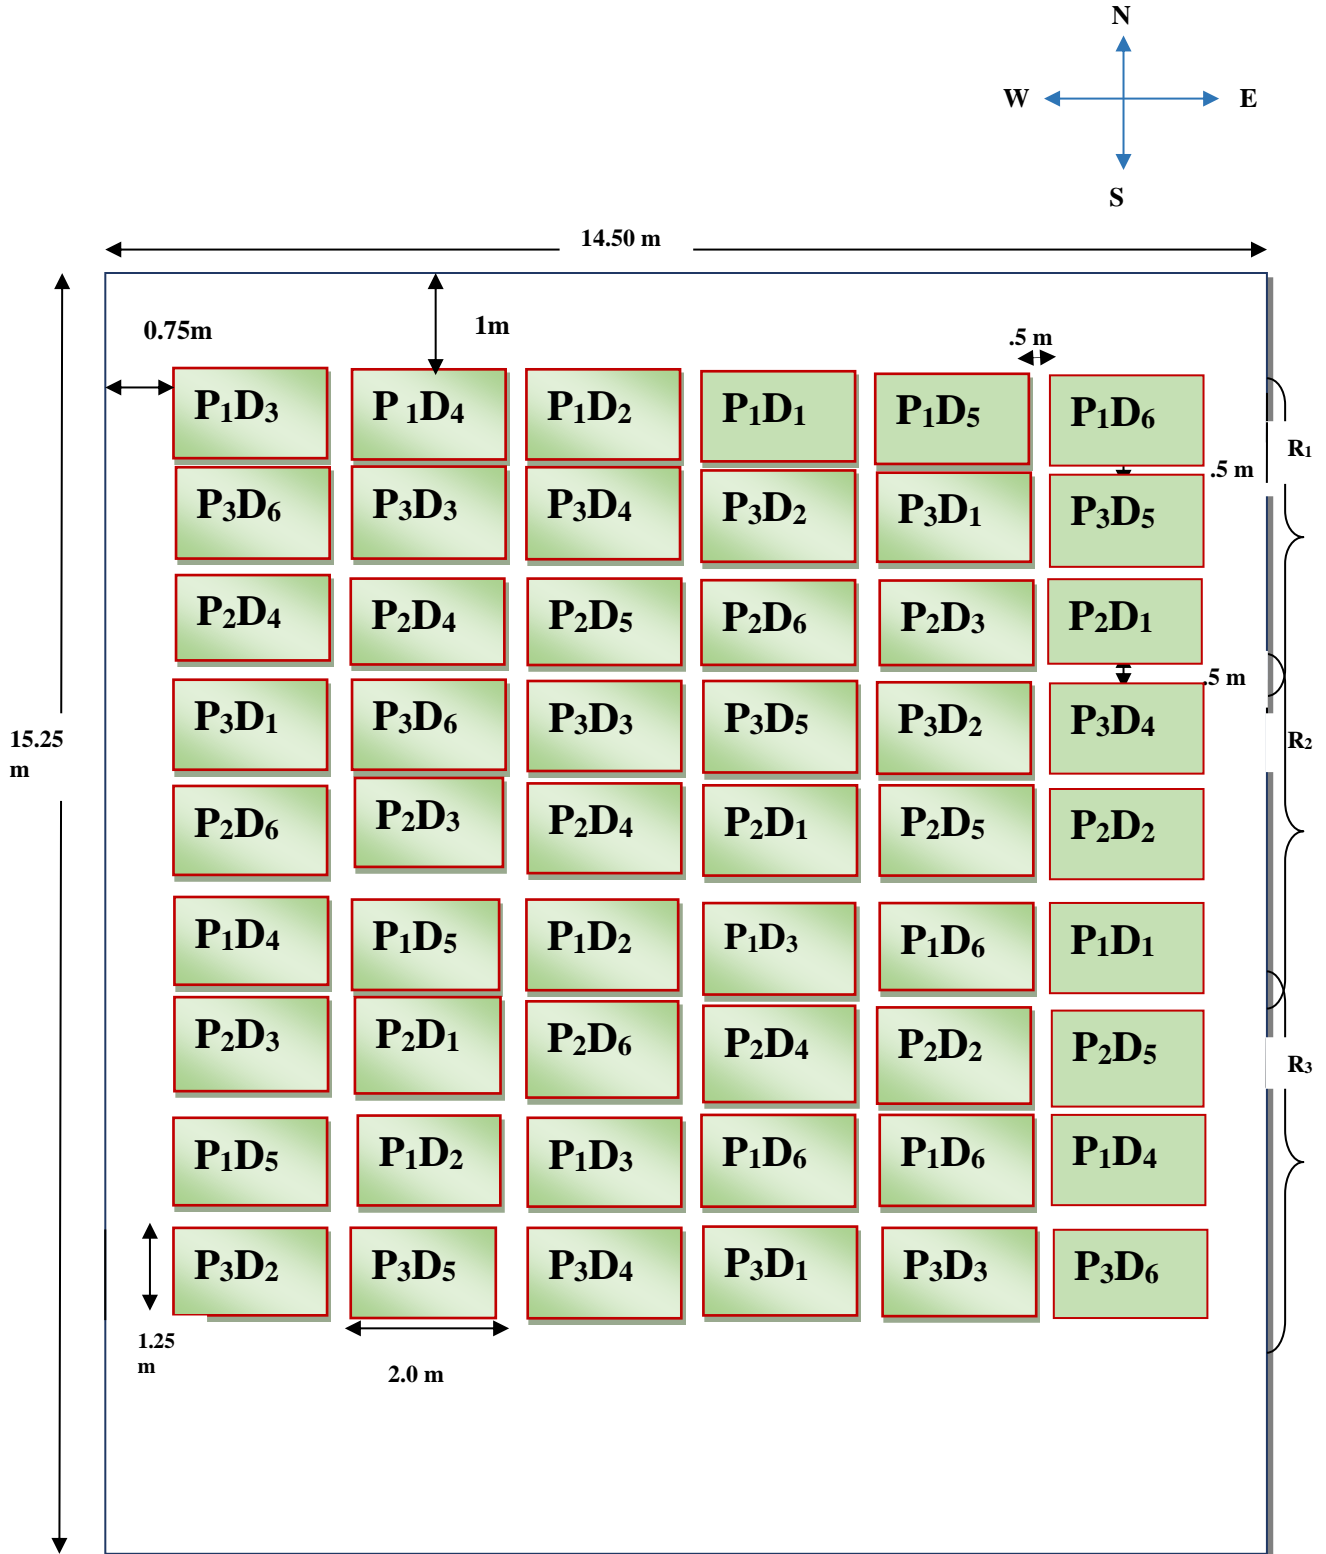 N
W E
S
14.50 m
0.75m 1m .5 m
P₁D₃ P ₁D₄ P₁D₂ P₁D₁ P₁D₅ P₁D₆
R₁
.5 m
P₃D₆ P₃D₃ P₃D₄ P₃D₂ P₃D₁ P₃D₅
P₂D₄ P₂D₄ P₂D₅ P₂D₆ P₂D₃ P₂D₁
.5 m
P₃D₁ P₃D₆ P₃D₃ P₃D₅ P₃D₂ P₃D₄
15.25
m
R₂
P₂D₆ P₂D₃ P₂D₄ P₂D₁ P₂D₅ P₂D₂
P₁D₄ P₁D₅ P₁D₂ P₁D₃ P₁D₆ P₁D₁
P₂D₃ P₂D₁ P₂D₆ P₂D₄ P₂D₂ P₂D₅
R₃
P₁D₅ P₁D₂ P₁D₃ P₁D₆ P₁D₆ P₁D₄
P₃D₂ P₃D₅ P₃D₄ P₃D₁ P₃D₃ P₃D₆
1.25
m
2.0 m